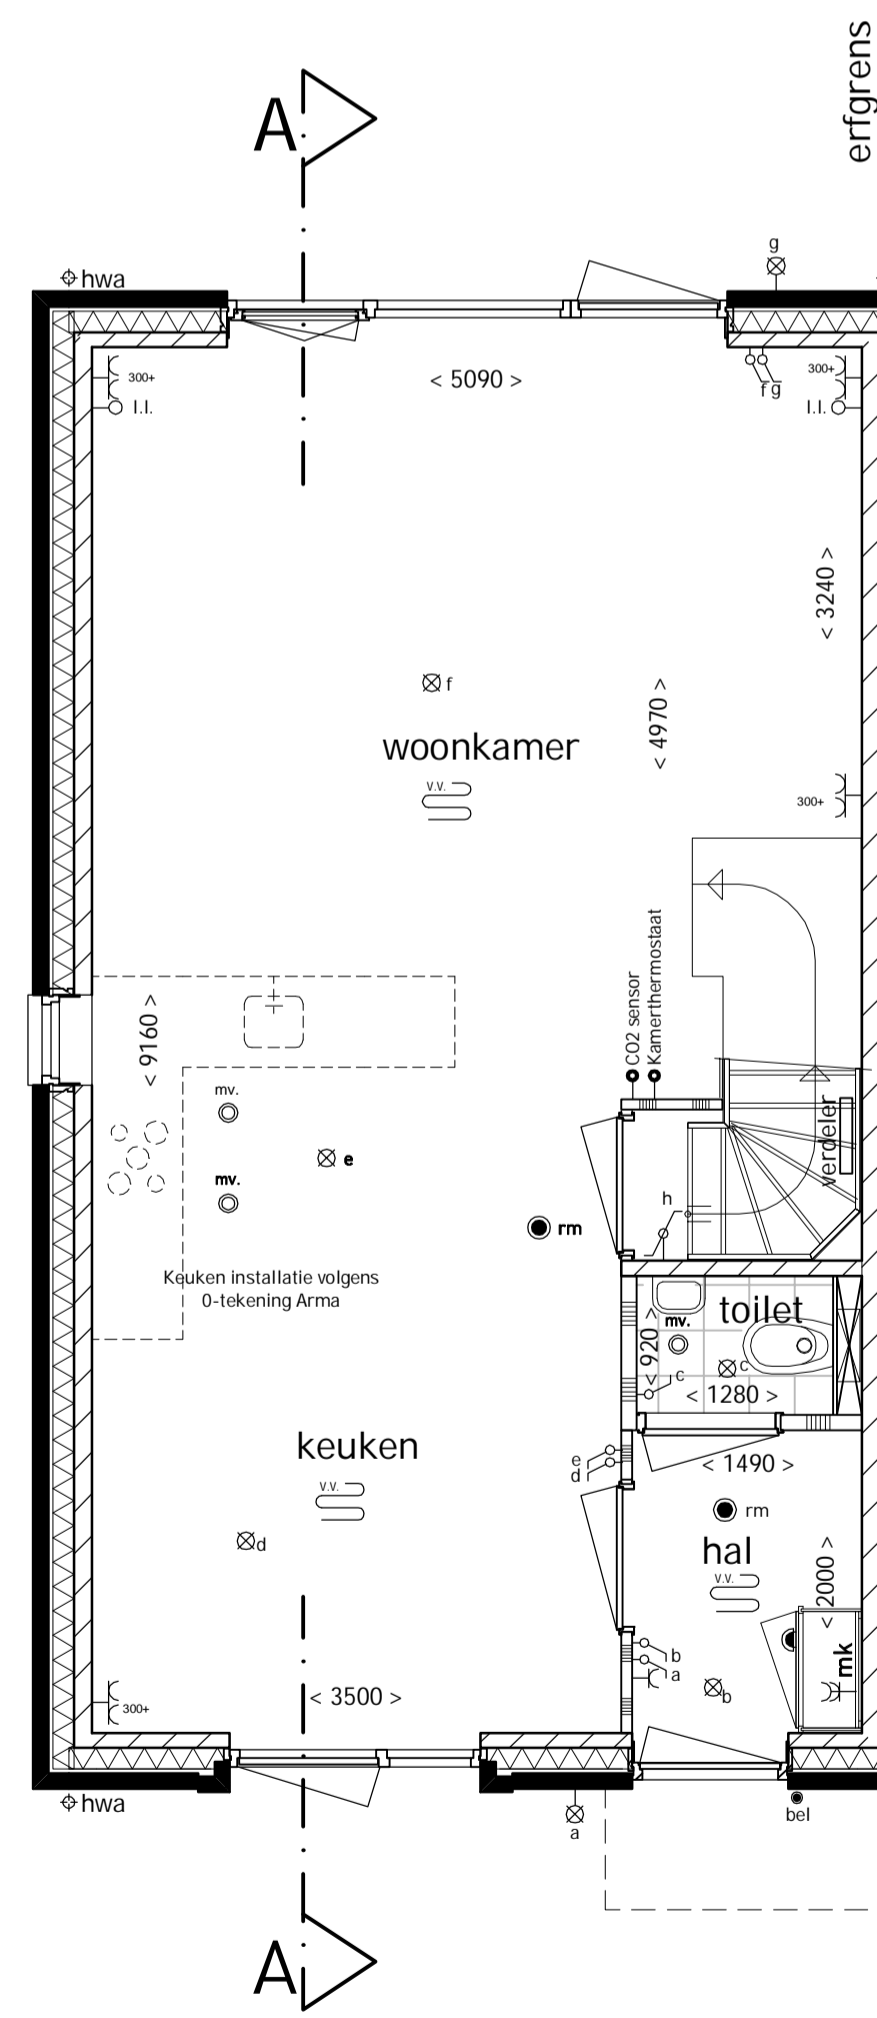 erfgrens
A
g
hwa
300+
l.l.
< 5090 >
f g
300+
l.l.
< 3240 >
f
< 4970 >
woonkamer
v.v.
300+
CO2 sensor
Kamerthermostaat
< 9160 >
mv.
e
verdeler
mv.
h
rm
Keuken installatie volgens
0-tekening Arma
toilet
mv.
< 920 >
c
c
< 1280 >
keuken
e
d
< 1490 >
v.v.
rm
d
hal
v.v.
< 2000 >
b
a
mk
b
300+
< 3500 >
hwa
a
bel
A